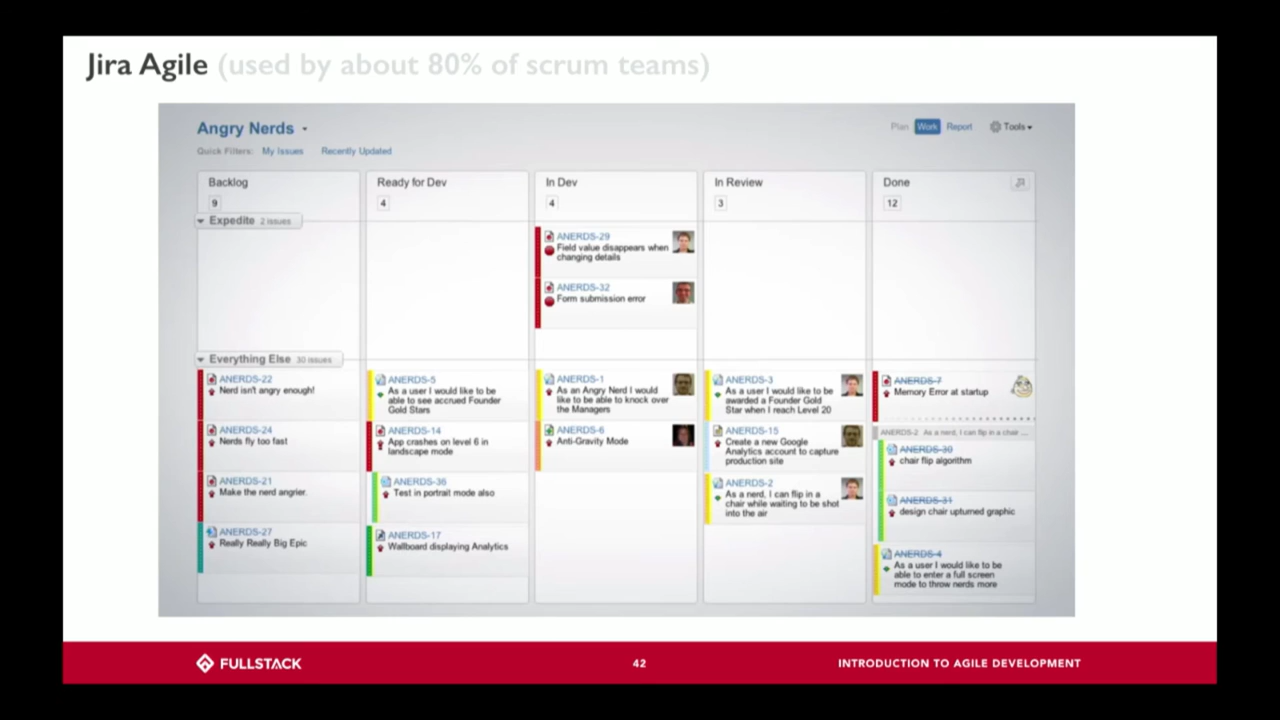 Jira Agile (used by about 80% of scrum teams)
Angry Nerds
Plan Work Report Tools
Quick Filters: My Issues Recently Updated
Backlog
9
Ready for Dev
4
In Dev
4
In Review
3
Done
12
Expedite 2 issues
ANERDS-29
Field value disappears when
changing details
ANERDS-32
Form submission error
Everything Else 30 issues
ANERDS-22
Nerd isn't angry enough!
ANERDS-24
Nerds fly too fast
ANERDS-21
Make the nerd angrier.
ANERDS-27
Really Really Big Epic
ANERDS-5
As a user I would like to be
able to see accrued Founder
Gold Stars
ANERDS-14
App crashes on level 6 in
landscape mode
ANERDS-36
Test in portrait mode also
ANERDS-17
Wallboard displaying Analytics
ANERDS-1
As an Angry Nerd I would
like to be able to knock over
the Managers
ANERDS-6
Anti-Gravity Mode
ANERDS-3
As a user I would like to be
awarded a Founder Gold
Star when I reach Level 20
ANERDS-15
Create a new Google
Analytics account to capture
production site
ANERDS-2
As a nerd, I can flip in a
chair while waiting to be shot
into the air
ANERDS-7
Memory Error at startup
ANERDS-2 As a nerd, I can flip in a chair ...
ANERDS-30
chair flip algorithm
ANERDS-31
design chair upturned graphic
ANERDS-4
As a user I would like to be
able to enter a full screen
mode to throw nerds more
FULLSTACK
42
INTRODUCTION TO AGILE DEVELOPMENT